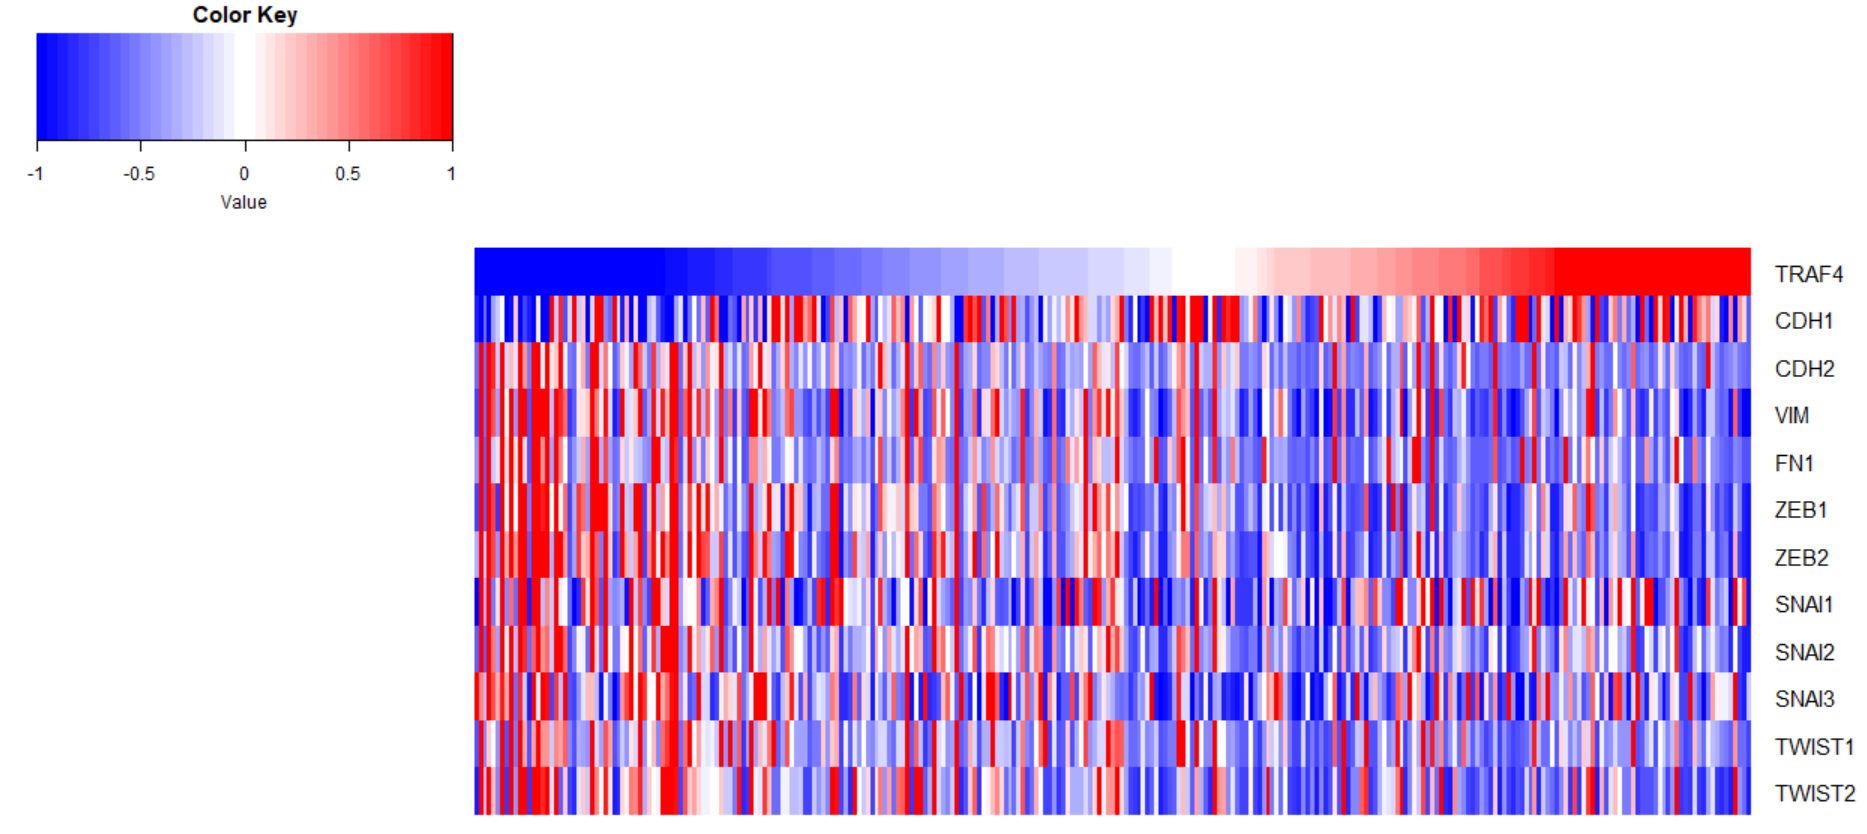 Color Key
-1 -0.5 0 0.5 1
Value
TRAF4
CDH1
CDH2
VIM
FN1
ZEB1
ZEB2
SNAI1
SNAI2
SNAI3
TWIST1
TWIST2